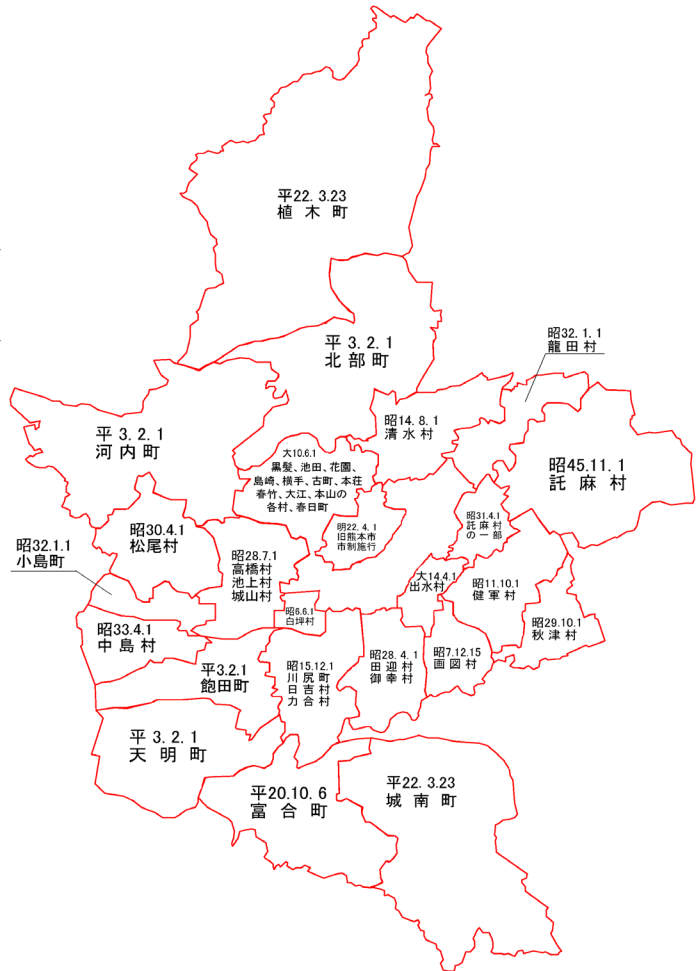 平22.3.23
植木町
平 3.2.1
北部町
昭32.1.1
龍田村
昭14.8.1
清水村
平 3.2.1
河内町
大10.6.1
黒髪、池田、花園、
島崎、横手、古町、本荘
春竹、大江、本山の
各村、春日町
昭45.11.1
託麻村
昭31.4.1
託麻村
の一部
明22.4.1
旧熊本市
市制施行
昭30.4.1
松尾村
昭32.1.1
小島町
昭28.7.1
高橋村
池上村
城山村
大14.4.1
出水村
昭11.10.1
健軍村
昭6.6.1
白坪村
昭29.10.1
秋津村
昭33.4.1
中島村
平3.2.1
飽田町
昭15.12.1
川尻町
日吉村
力合村
昭28.4.1
田迎村
御幸村
昭7.12.15
画図村
平 3.2.1
天明町
平20.10.6
富合町
平22.3.23
城南町